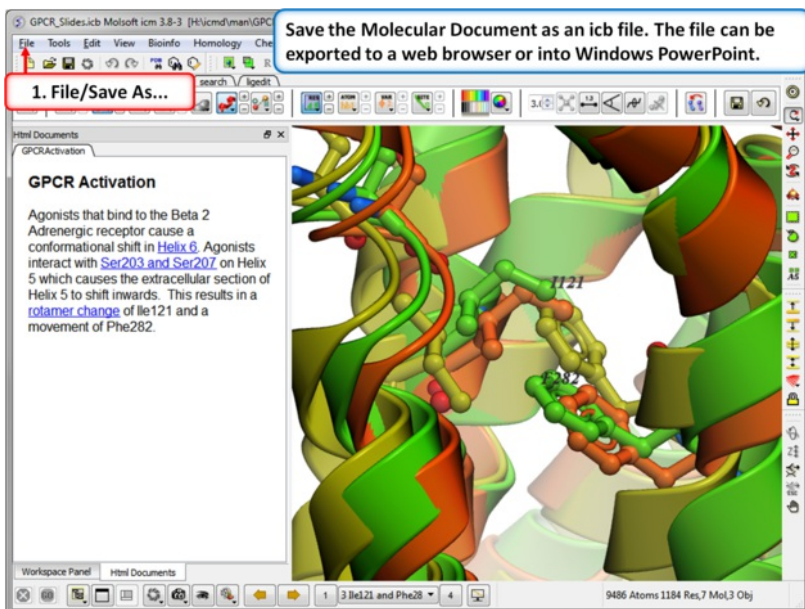 GPCR_Slides.icb Molsoft icm 3.8-3 [H:\icmd\man\GPC
Save the Molecular Document as an icb file. The file can be
exported to a web browser or into Windows PowerPoint.
File Tools Edit View Bioinfo Homology Che
1. File/Save As...
search ligedit
Html Documents
GPCRActivation
GPCR Activation
Agonists that bind to the Beta 2
Adrenergic receptor cause a
conformational shift in Helix 6. Agonists
interact with Ser203 and Ser207 on Helix
5 which causes the extracellular section of
Helix 5 to shift inwards. This results in a
rotamer change of Ile121 and a
movement of Phe282.
I121
Workspace Panel Html Documents
1 3 Ile121 and Phe28 4 9486 Atoms 1184 Res,7 Mol,3 Obj